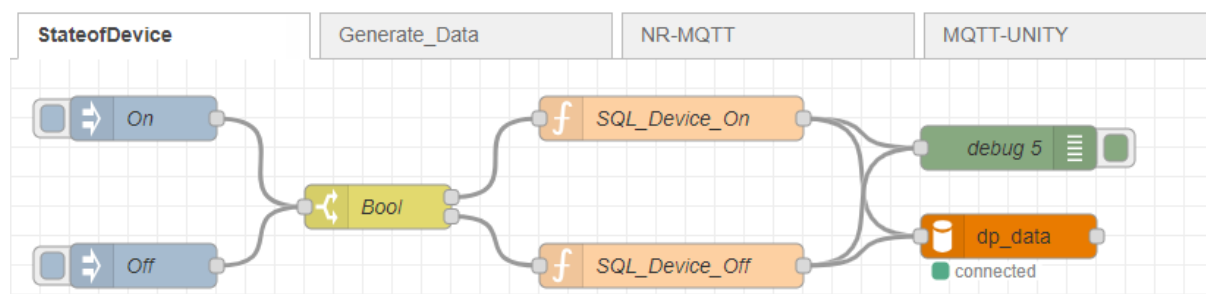 StateofDevice
Generate_Data
NR-MQTT
MQTT-UNITY
On
SQL_Device_On
debug 5
Bool
dp_data
Off
SQL_Device_Off
connected